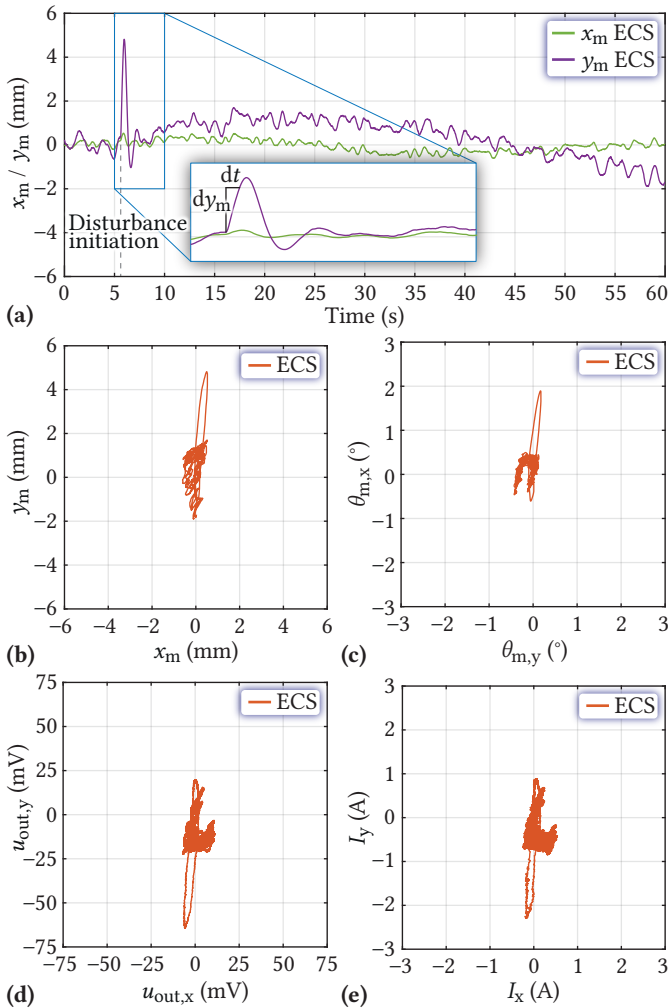 6
4
2
0
−2
−4
−6
x_m / y_m (mm)
x_m ECS
y_m ECS
dt
dy_m
Disturbance
initiation
0 5 10 15 20 25 30 35 40 45 50 55 60
(a) Time (s)
6
4
2
0
−2
−4
−6
y_m (mm)
ECS
−6 −4 −2 0 2 4 6
(b) x_m (mm)
3
2
1
0
−1
−2
−3
θ_m,x (°)
ECS
−3 −2 −1 0 1 2 3
(c) θ_m,y (°)
75
50
25
0
−25
−50
−75
u_out,y (mV)
ECS
−75 −50 −25 0 25 50 75
(d) u_out,x (mV)
3
2
1
0
−1
−2
−3
I_y (A)
ECS
−3 −2 −1 0 1 2 3
(e) I_x (A)